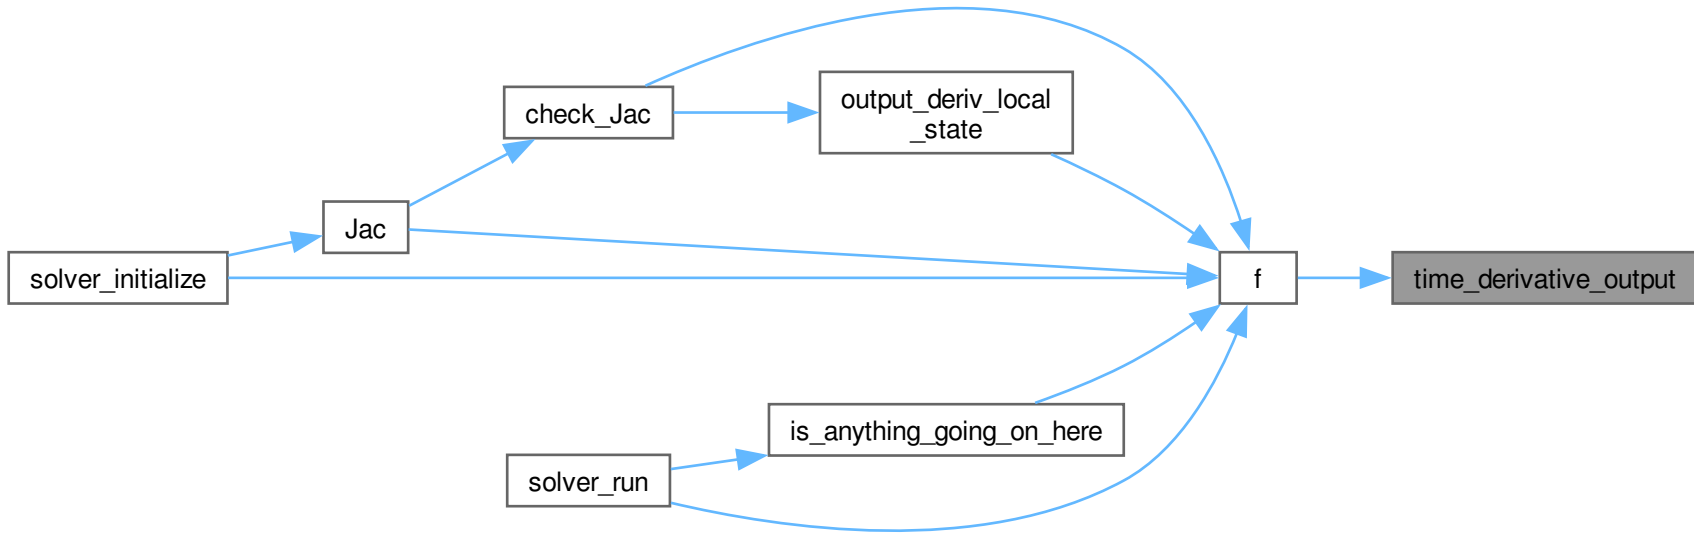 output_deriv_local
_state
check_Jac
Jac
solver_initialize
f
time_derivative_output
is_anything_going_on_here
solver_run